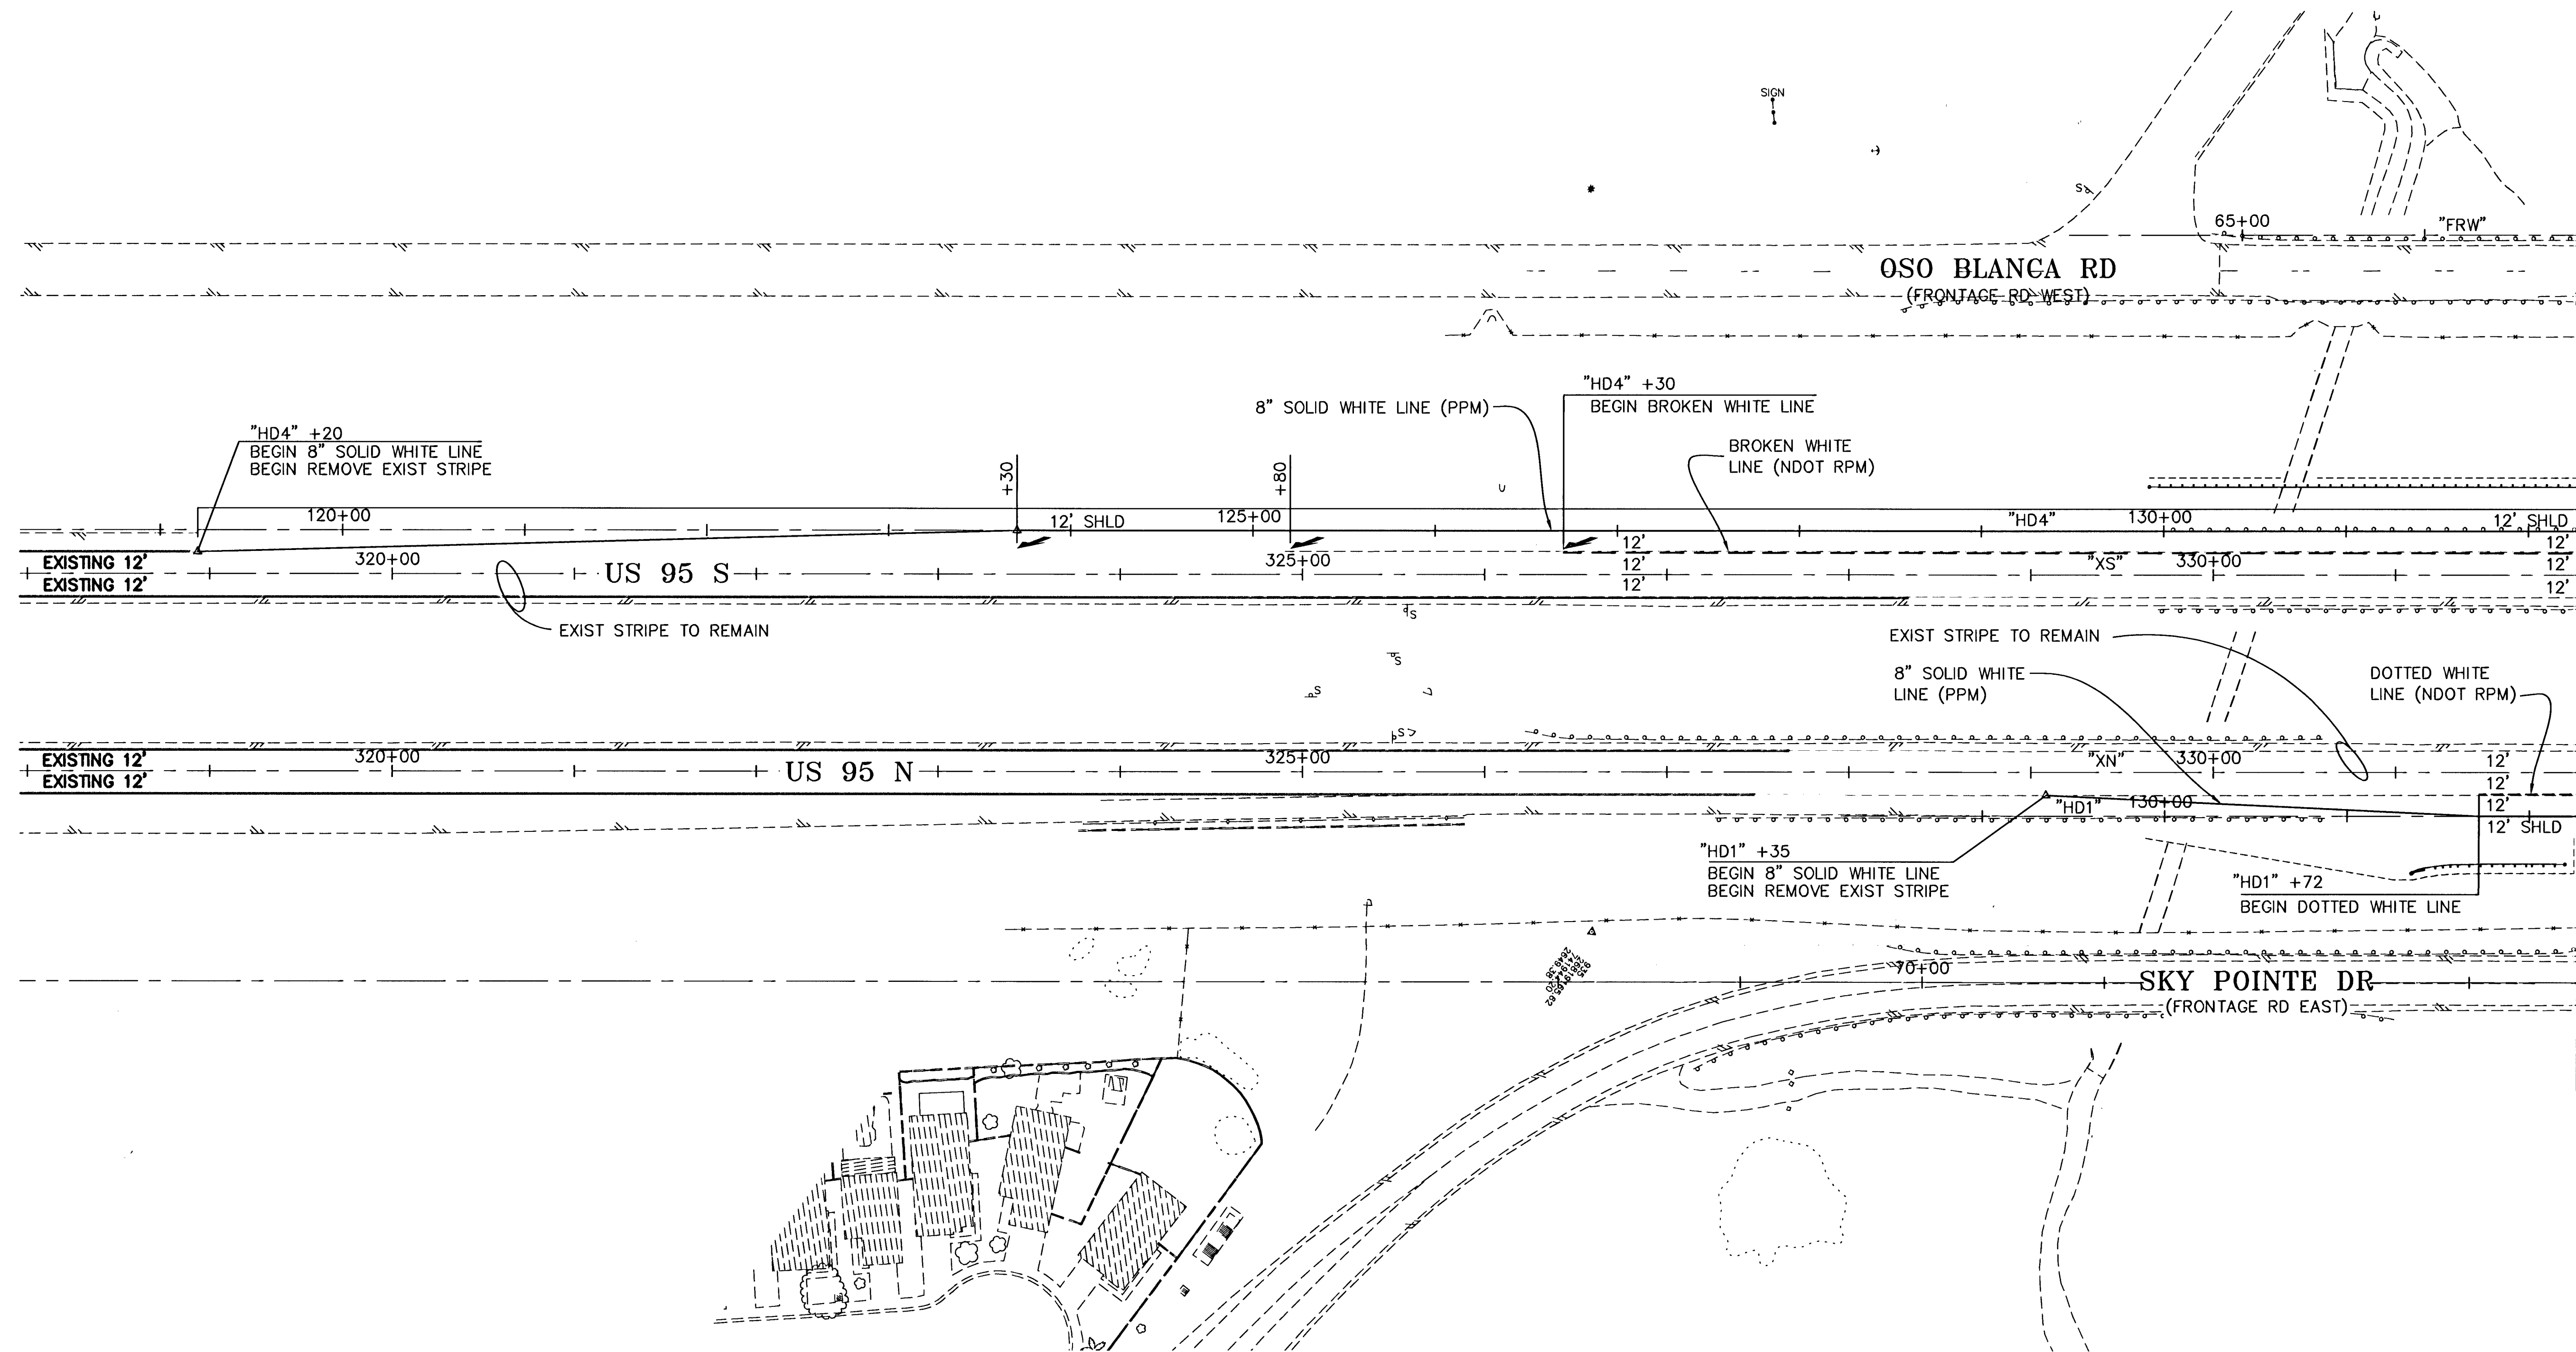 SIGN
65+00
"FRW"
OSO BLANCA RD
(FRONTAGE RD WEST)
"HD4" +20
BEGIN 8" SOLID WHITE LINE
BEGIN REMOVE EXIST STRIPE
8" SOLID WHITE LINE (PPM)
"HD4" +30
BEGIN BROKEN WHITE LINE
BROKEN WHITE
LINE (NDOT RPM)
+30
+80
120+00
12' SHLD
125+00
"HD4"
130+00
12' SHLD
EXISTING 12'
EXISTING 12'
320+00
US 95 S
325+00
12'
12'
12'
"XS"
330+00
12'
12'
12'
EXIST STRIPE TO REMAIN
EXIST STRIPE TO REMAIN
8" SOLID WHITE
LINE (PPM)
DOTTED WHITE
LINE (NDOT RPM)
EXISTING 12'
EXISTING 12'
320+00
US 95 N
325+00
"XN"
330+00
12'
12'
12'
12' SHLD
"HD1"
130+00
"HD1" +35
BEGIN 8" SOLID WHITE LINE
BEGIN REMOVE EXIST STRIPE
"HD1" +72
BEGIN DOTTED WHITE LINE
935
2649.38
70+00
SKY POINTE DR
(FRONTAGE RD EAST)